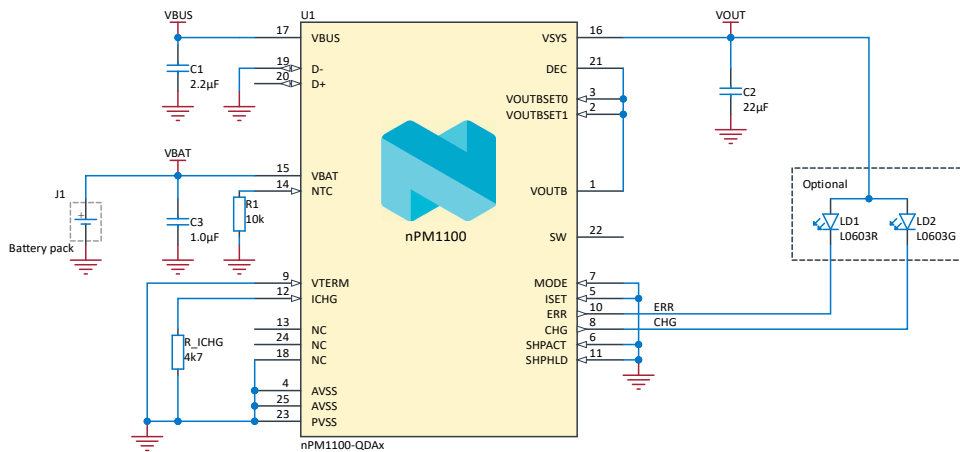 VBUS
U1
VOUT
17 VBUS
VSYS 16
C1
2.2µF
19 D-
20 D+
DEC 21
VOUTBSET0 3
VOUTBSET1 2
C2
22µF
VBAT
15 VBAT
14 NTC
J1
+
Battery pack
C3
1.0µF
R1
10k
nPM1100
VOUTB 1
SW 22
Optional
LD1
L0603R
LD2
L0603G
9 VTERM
12 ICHG
MODE 7
ISET 5
ERR 10
ERR
CHG 8
CHG
SHPACT 6
SHPHLD 11
R_ICHG
4k7
13 NC
24 NC
18 NC
4 AVSS
25 AVSS
23 PVSS
nPM1100-QDAx